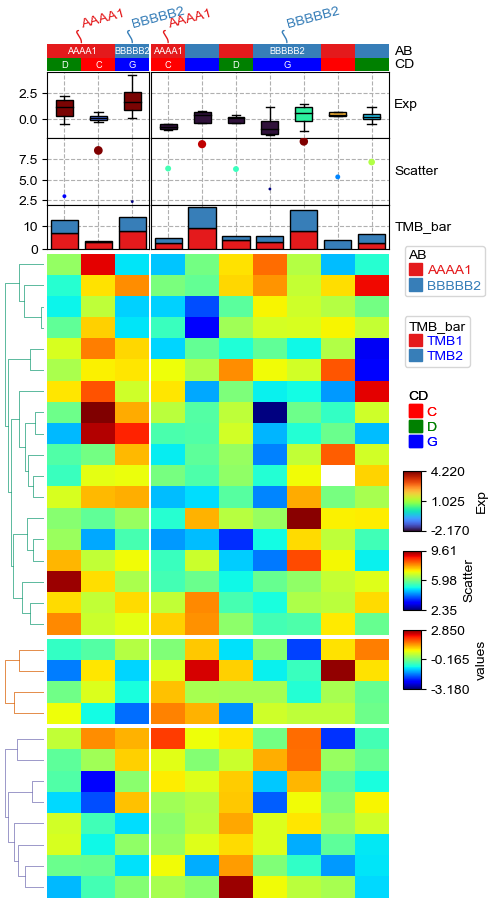 AAAA1 BBBBB2 AAAA1 BBBBB2
AAAA1 BBBBB2 AAAA1 BBBBB2 AB
D C G C D G CD
2.5
0.0
Exp
7.5
5.0
2.5
Scatter
10
0
TMB_bar
AB
AAAA1
BBBBB2
TMB_bar
TMB1
TMB2
CD
C
D
G
4.220
1.025
-2.170
Exp
9.61
5.98
2.35
Scatter
2.850
-0.165
-3.180
values